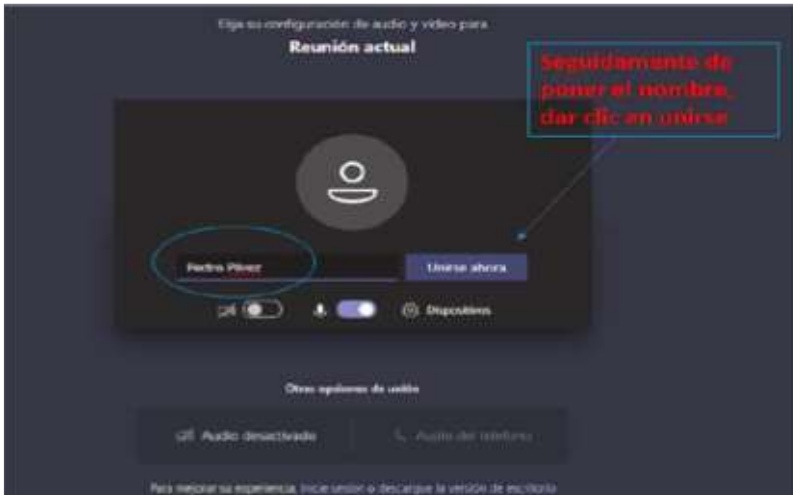 Elija su configuración de audio y vídeo para
Reunión actual
Seguidamente de
poner el nombre,
dar clic en unirse
Pedro Pérez
Unirse ahora
Dispositivos
Otras opciones de unión
Audio desactivado
Audio del teléfono
Para mejorar su experiencia, inicie sesión o descargue la versión de escritorio